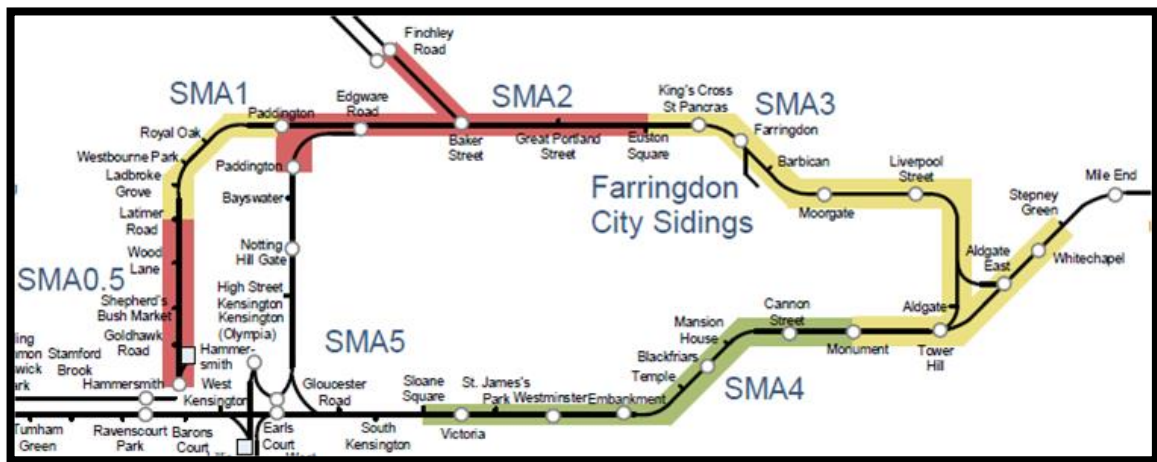 Finchley
Road
SMA1
Paddington
Edgware
Road
SMA2
King's Cross
St Pancras
SMA3
Royal Oak
Farringdon
Westbourne Park
Ladbroke
Grove
Paddington
Baker
Street
Great Portland
Street
Euston
Square
Barbican
Liverpool
Street
Mile End
Stepney
Green
Bayswater
Farringdon
City Sidings
Moorgate
Latimer
Road
Wood
Lane
Notting
Hill Gate
Aldgate
East
Whitechapel
SMA0.5
High Street
Kensington
Kensington
(Olympia)
Cannon
Street
Aldgate
Shepherd's
Bush Market
Goldhawk
Road
Mansion
House
Monument
Tower
Hill
SMA5
Stamford
Brook
Hammer-
smith
Blackfriars
Temple
SMA4
Hammersmith
West
Kensington
Gloucester
Road
Sloane
Square
St. James's
Park
Westminster
Embankment
Turnham
Green
Ravenscourt
Park
Barons
Court
Earls
Court
South
Kensington
Victoria